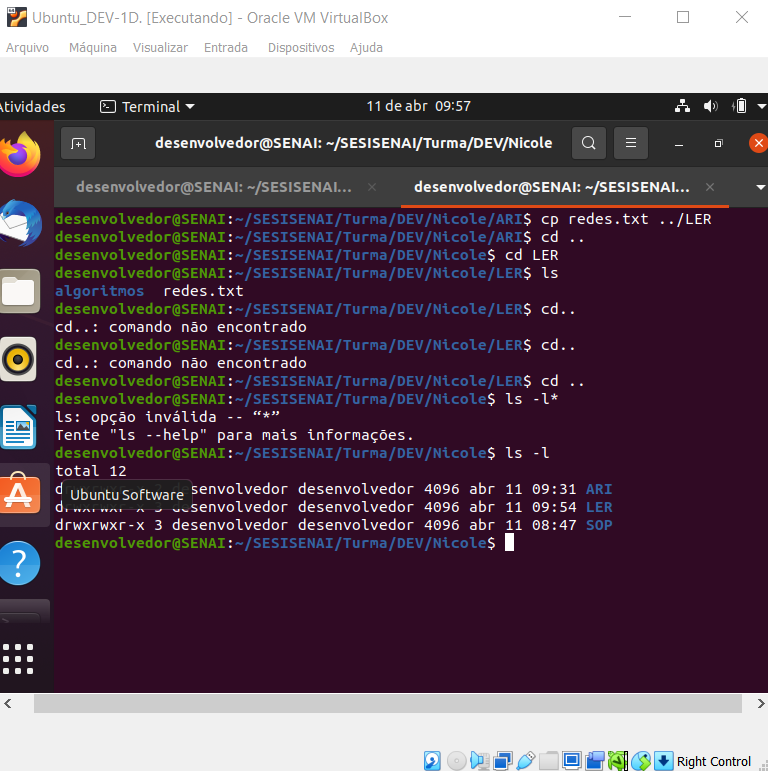 Ubuntu_DEV-1D. [Executando] - Oracle VM VirtualBox
Arquivo Máquina Visualizar Entrada Dispositivos Ajuda
Atividades Terminal 11 de abr 09:57
desenvolvedor@SENAI: ~/SESISENAI/Turma/DEV/Nicole
desenvolvedor@SENAI: ~/SESISENAI... × desenvolvedor@SENAI: ~/SESISENAI... ×
desenvolvedor@SENAI:~/SESISENAI/Turma/DEV/Nicole/ARI$ cp redes.txt ../LER
desenvolvedor@SENAI:~/SESISENAI/Turma/DEV/Nicole/ARI$ cd ..
desenvolvedor@SENAI:~/SESISENAI/Turma/DEV/Nicole$ cd LER
desenvolvedor@SENAI:~/SESISENAI/Turma/DEV/Nicole/LER$ ls
algoritmos redes.txt
desenvolvedor@SENAI:~/SESISENAI/Turma/DEV/Nicole/LER$ cd..
cd..: comando não encontrado
desenvolvedor@SENAI:~/SESISENAI/Turma/DEV/Nicole/LER$ cd..
cd..: comando não encontrado
desenvolvedor@SENAI:~/SESISENAI/Turma/DEV/Nicole/LER$ cd ..
desenvolvedor@SENAI:~/SESISENAI/Turma/DEV/Nicole$ ls -l*
ls: opção inválida -- “*”
Tente "ls --help" para mais informações.
desenvolvedor@SENAI:~/SESISENAI/Turma/DEV/Nicole$ ls -l
total 12
desenvolvedor desenvolvedor 4096 abr 11 09:31 ARI
Ubuntu Software
drwxrwxr-x 3 desenvolvedor desenvolvedor 4096 abr 11 09:54 LER
drwxrwxr-x 3 desenvolvedor desenvolvedor 4096 abr 11 08:47 SOP
desenvolvedor@SENAI:~/SESISENAI/Turma/DEV/Nicole$
Right Control